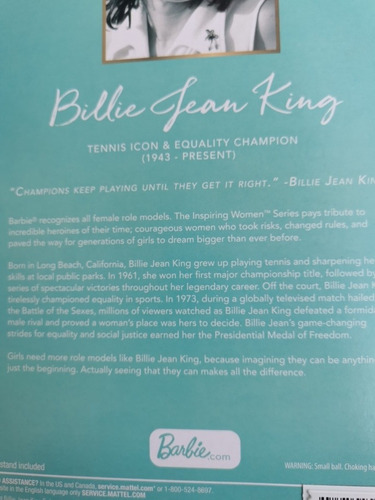 Billie Jean King
TENNIS ICON & EQUALITY CHAMPION
(1943 - PRESENT)
"CHAMPIONS KEEP PLAYING UNTIL THEY GET IT RIGHT." -BILLIE JEAN
Barbie® recognizes all female role models. The Inspiring Women™ Series pays tribute to
incredible heroines of their time; courageous women who took risks, changed rules, and
paved the way for generations of girls to dream bigger than ever before.
Born in Long Beach, California, Billie Jean King grew up playing tennis and sharpening he
skills at local public parks. In 1961, she won her first major championship title, followed by
series of spectacular victories throughout her legendary career. Off the court, Billie Jean
tirelessly championed equality in sports. In 1973, during a globally televised match hailed
the Battle of the Sexes, millions of viewers watched as Billie Jean King defeated a formid
male rival and proved a woman's place was hers to decide. Billie Jean's game-changing
strides for equality and social justice earned her the Presidential Medal of Freedom.
Girls need more role models like Billie Jean King, because imagining they can be anythin
just the beginning. Actually seeing that they can makes all the difference.
Barbie.com
stand included
WARNING: Small ball. Choking ha
ASSISTANCE? In the US and Canada, service.mattel.com or 1-800-524-8697.
site in the English language only SERVICE.MATTEL.COM